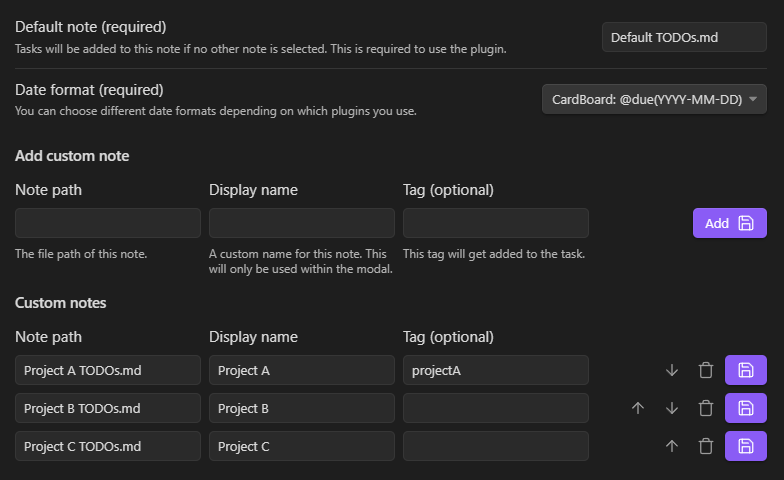 Default note (required)
Tasks will be added to this note if no other note is selected. This is required to use the plugin.
Default TODOs.md
Date format (required)
You can choose different date formats depending on which plugins you use.
CardBoard: @due(YYYY-MM-DD)
Add custom note
Note path Display name Tag (optional)
Add
The file path of this note.
A custom name for this note. This
will only be used within the modal.
This tag will get added to the task.
Custom notes
Note path Display name Tag (optional)
Project A TODOs.md Project A projectA
Project B TODOs.md Project B
Project C TODOs.md Project C